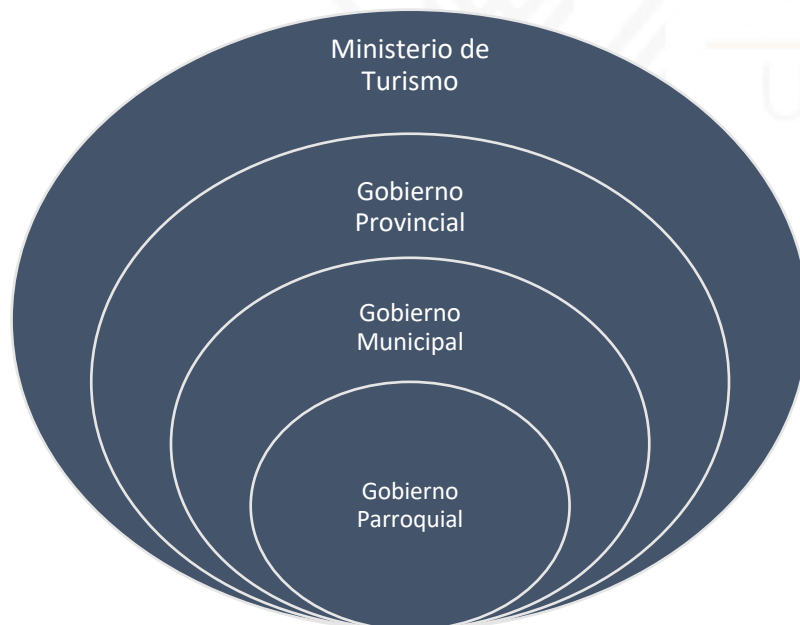 Ministerio de
Turismo
Gobierno
Provincial
Gobierno
Municipal
Gobierno
Parroquial